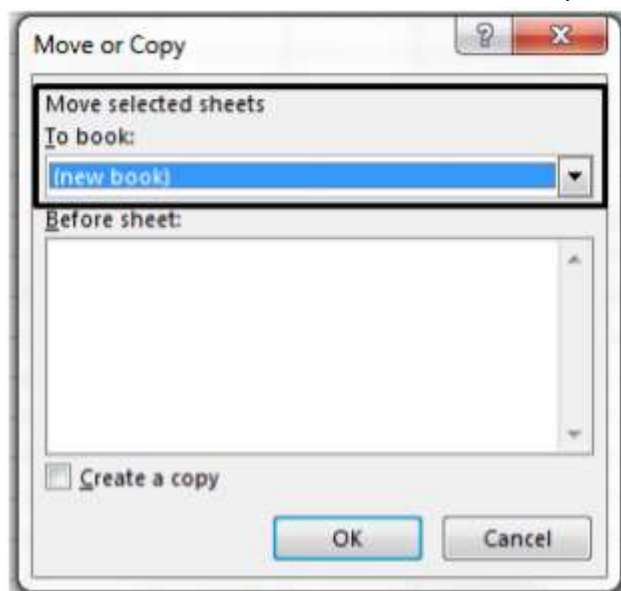 Move or Copy
Move selected sheets
To book:
(new book)
Before sheet:
Create a copy
OK Cancel